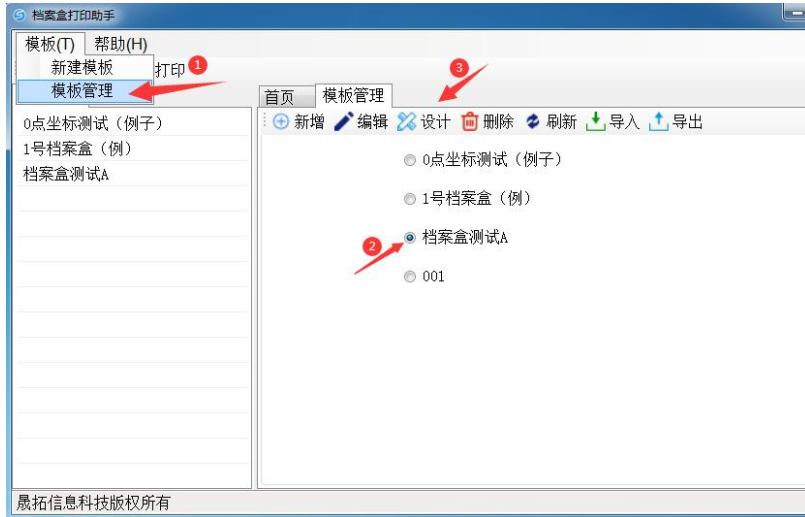 档案盒打印助手
模板(T) 帮助(H)
新建模板 打印 1
模板管理
3
首页 模板管理
新增 编辑 设计 删除 刷新 导入 导出
0点坐标测试（例子）
1号档案盒（例）
档案盒测试A
0点坐标测试（例子）
1号档案盒（例）
2 档案盒测试A
001
晟拓信息科技版权所有